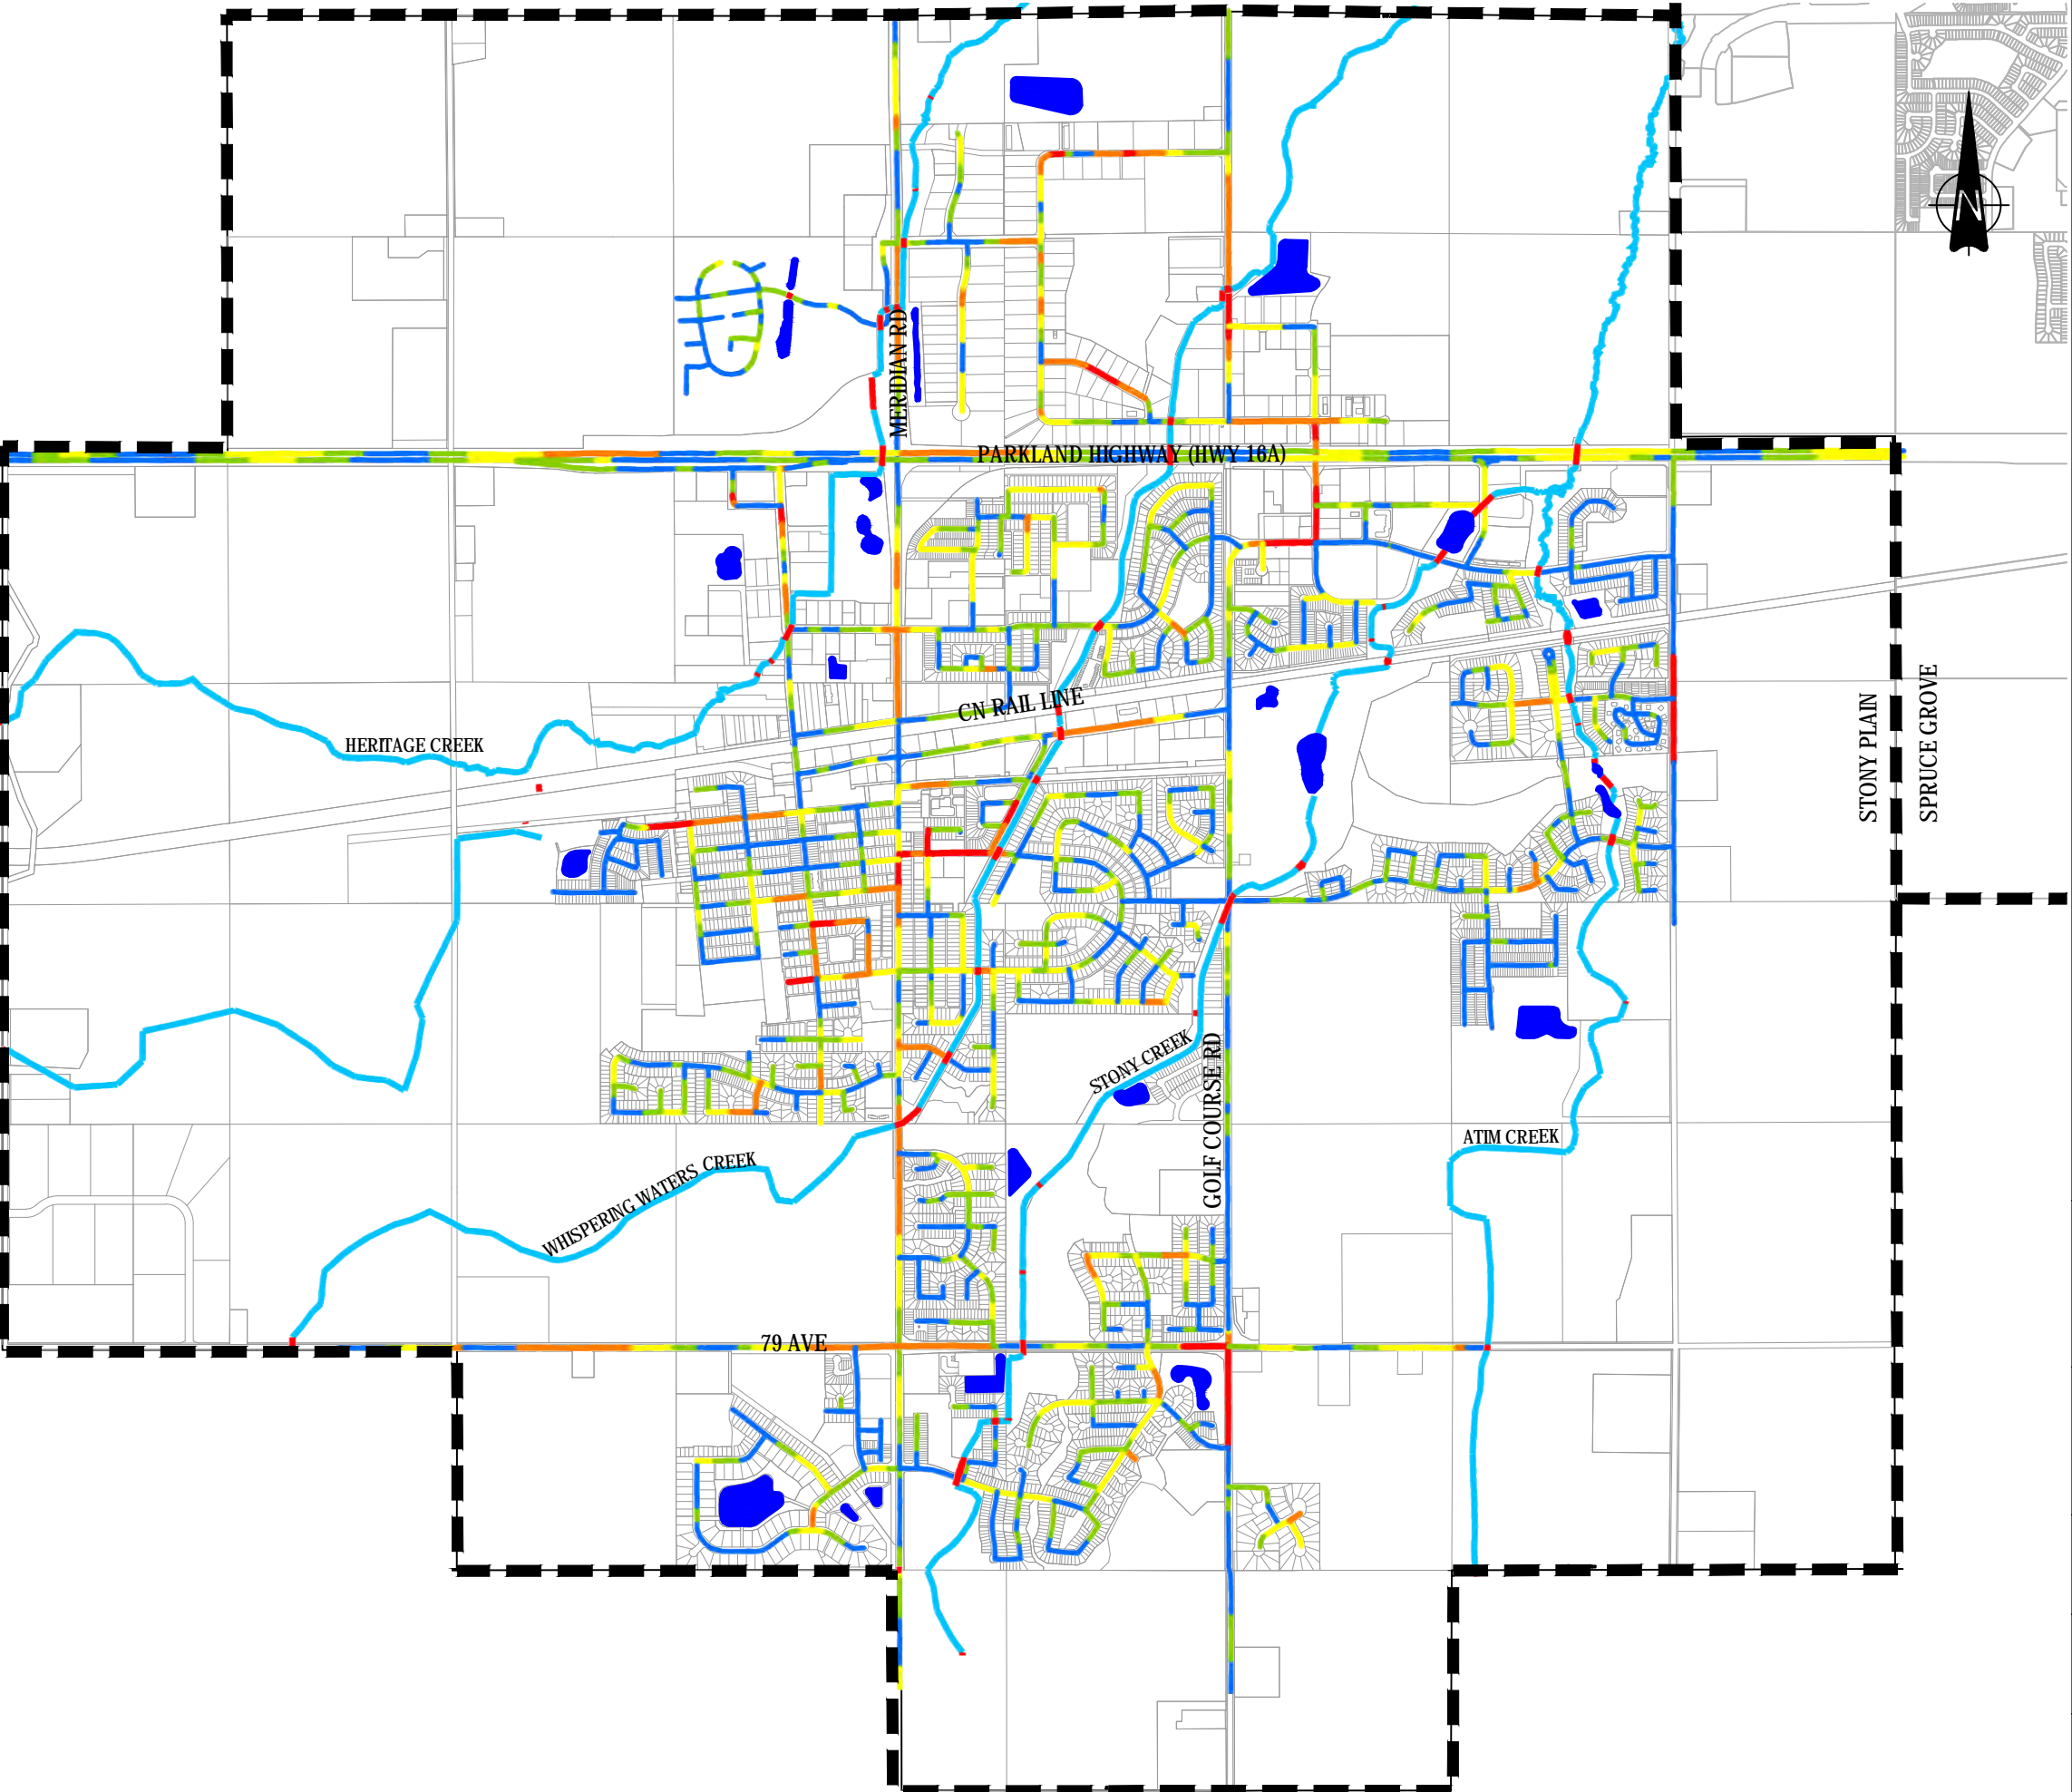 N
MERIDIAN RD
PARKLAND HIGHWAY (HWY 16A)
CN RAIL LINE
HERITAGE CREEK
STONY PLAIN
SPRUCE GROVE
STONY CREEK
GOLF COURSE RD
ATIM CREEK
WHISPERING WATERS CREEK
79 AVE